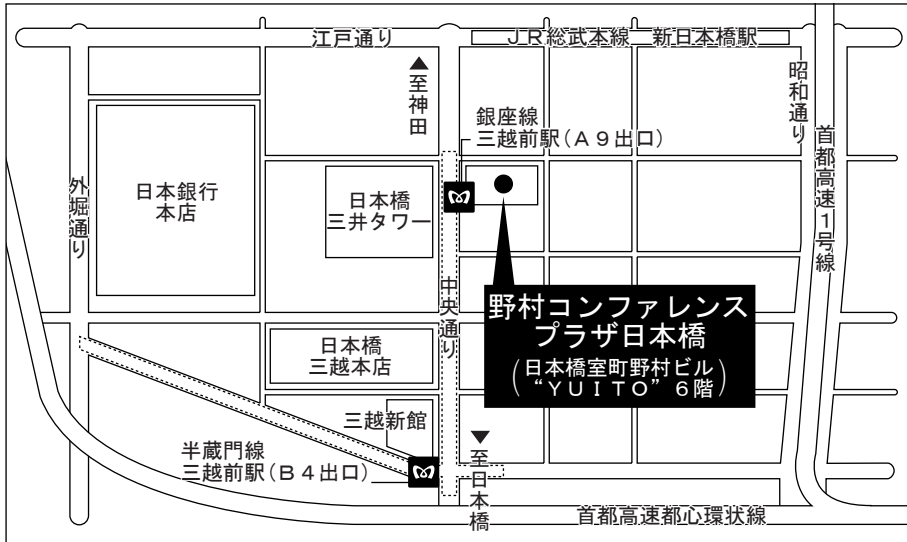 江戸通り
JR総武本線 新日本橋駅
▲至神田
昭和通り
首都高速1号線
銀座線
三越前駅(A9出口)
外堀通り
日本銀行
本店
日本橋
三井タワー
中央通り
野村コンファレンス
プラザ日本橋
(日本橋室町野村ビル
“YUITO”6階)
日本橋
三越本店
三越新館
半蔵門線
三越前駅(B4出口)
▼至日本橋
首都高速都心環状線